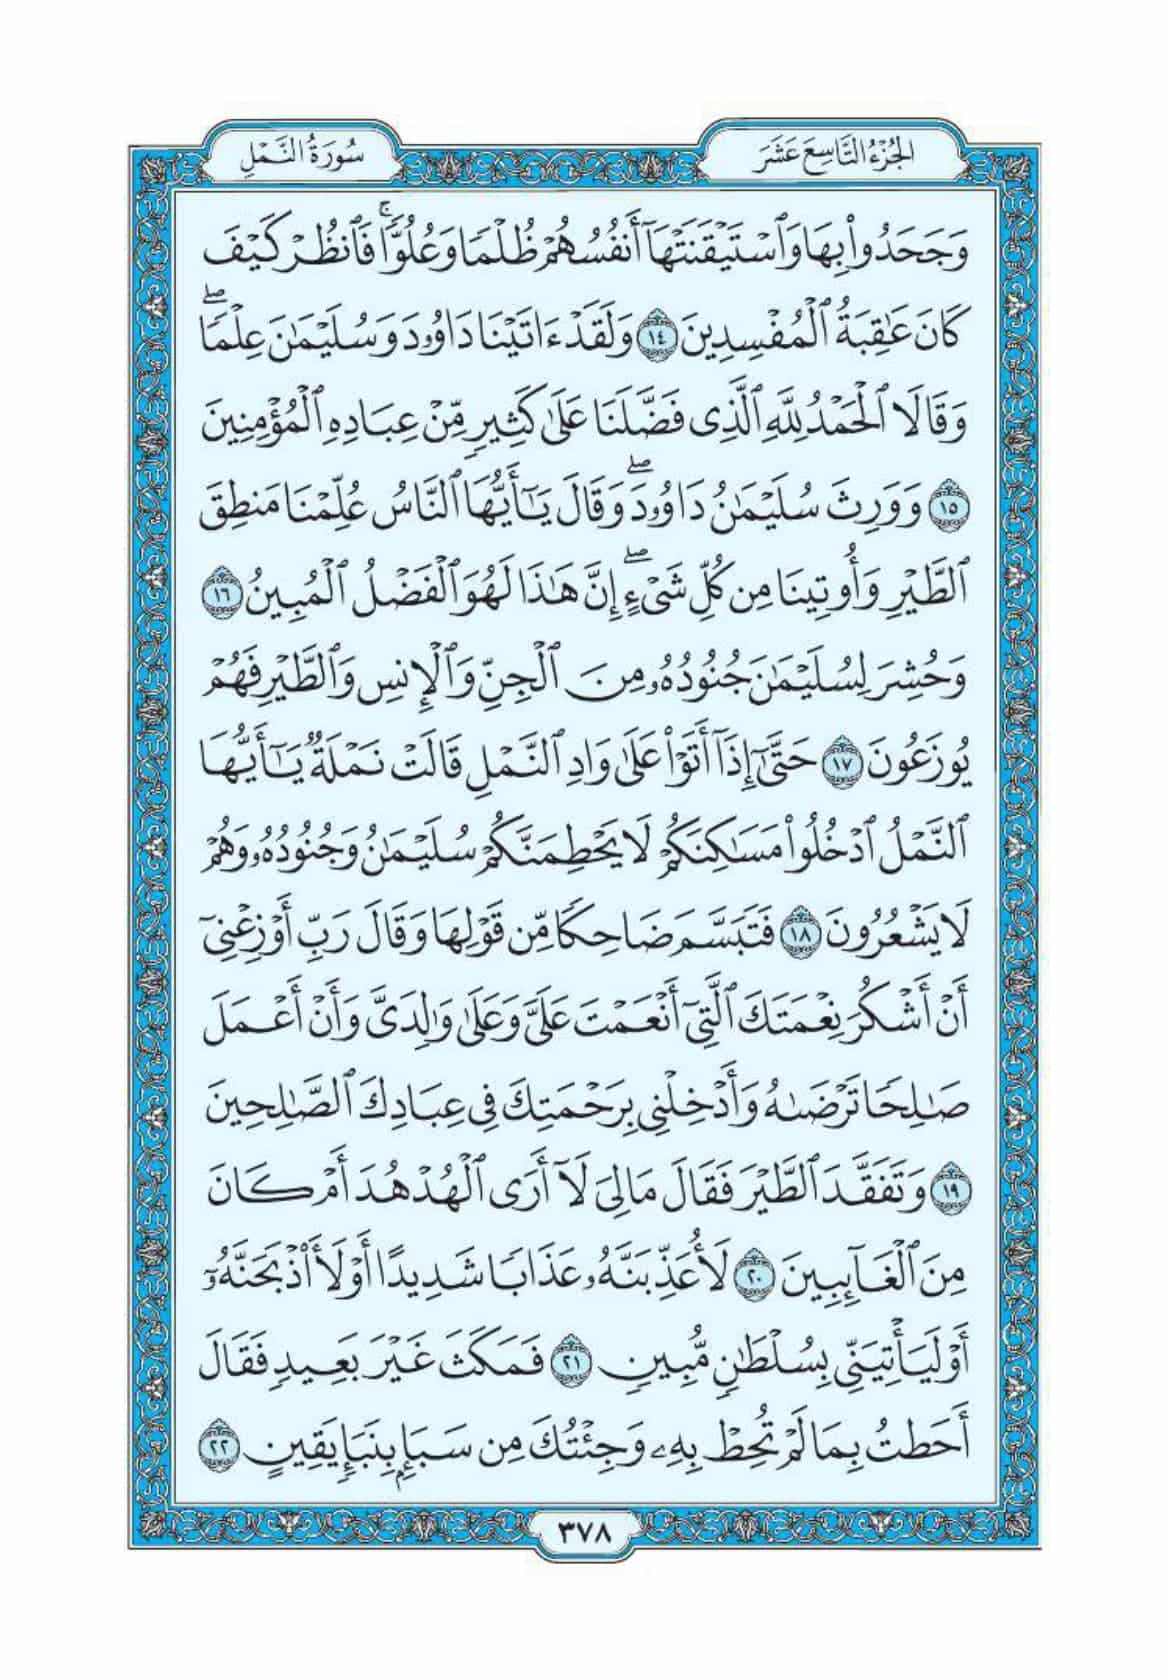 الجُزْءُ التَّاسِعَ عَشَرَ
سُورَةُ النَّمْلِ
وَجَحَدُواْ بِهَا وَٱسْتَيْقَنَتْهَآ أَنفُسُهُمْ ظُلْمًا وَعُلُوًّاۚ فَٱنظُرْ كَيْفَ
كَانَ عَٰقِبَةُ ٱلْمُفْسِدِينَ ١٤ وَلَقَدْ ءَاتَيْنَا دَاوُۥدَ وَسُلَيْمَٰنَ عِلْمًاۖ
وَقَالَا ٱلْحَمْدُ لِلَّهِ ٱلَّذِى فَضَّلَنَا عَلَىٰ كَثِيرٍ مِّنْ عِبَادِهِ ٱلْمُؤْمِنِينَ
١٥ وَوَرِثَ سُلَيْمَٰنُ دَاوُۥدَۖ وَقَالَ يَٰٓأَيُّهَا ٱلنَّاسُ عُلِّمْنَا مَنطِقَ
ٱلطَّيْرِ وَأُوتِينَا مِن كُلِّ شَىْءٍۖ إِنَّ هَٰذَا لَهُوَ ٱلْفَضْلُ ٱلْمُبِينُ ١٦
وَحُشِرَ لِسُلَيْمَٰنَ جُنُودُهُۥ مِنَ ٱلْجِنِّ وَٱلْإِنسِ وَٱلطَّيْرِ فَهُمْ
يُوزَعُونَ ١٧ حَتَّىٰٓ إِذَآ أَتَوْاْ عَلَىٰ وَادِ ٱلنَّمْلِ قَالَتْ نَمْلَةٌ يَٰٓأَيُّهَا
ٱلنَّمْلُ ٱدْخُلُواْ مَسَٰكِنَكُمْ لَا يَحْطِمَنَّكُمْ سُلَيْمَٰنُ وَجُنُودُهُۥ وَهُمْ
لَا يَشْعُرُونَ ١٨ فَتَبَسَّمَ ضَاحِكًا مِّن قَوْلِهَا وَقَالَ رَبِّ أَوْزِعْنِىٓ
أَنْ أَشْكُرَ نِعْمَتَكَ ٱلَّتِىٓ أَنْعَمْتَ عَلَىَّ وَعَلَىٰ وَٰلِدَىَّ وَأَنْ أَعْمَلَ
صَٰلِحًا تَرْضَىٰهُ وَأَدْخِلْنِى بِرَحْمَتِكَ فِى عِبَادِكَ ٱلصَّٰلِحِينَ
١٩ وَتَفَقَّدَ ٱلطَّيْرَ فَقَالَ مَالِىَ لَآ أَرَى ٱلْهُدْهُدَ أَمْ كَانَ
مِنَ ٱلْغَآئِبِينَ ٢٠ لَأُعَذِّبَنَّهُۥ عَذَابًا شَدِيدًا أَوْ لَأَاْذْبَحَنَّهُۥٓ
أَوْ لَيَأْتِيَنِّى بِسُلْطَٰنٍ مُّبِينٍ ٢١ فَمَكَثَ غَيْرَ بَعِيدٍ فَقَالَ
أَحَطتُ بِمَا لَمْ تُحِطْ بِهِۦ وَجِئْتُكَ مِن سَبَإٍۭ بِنَبَإٍ يَقِينٍ ٢٢
٣٧٨